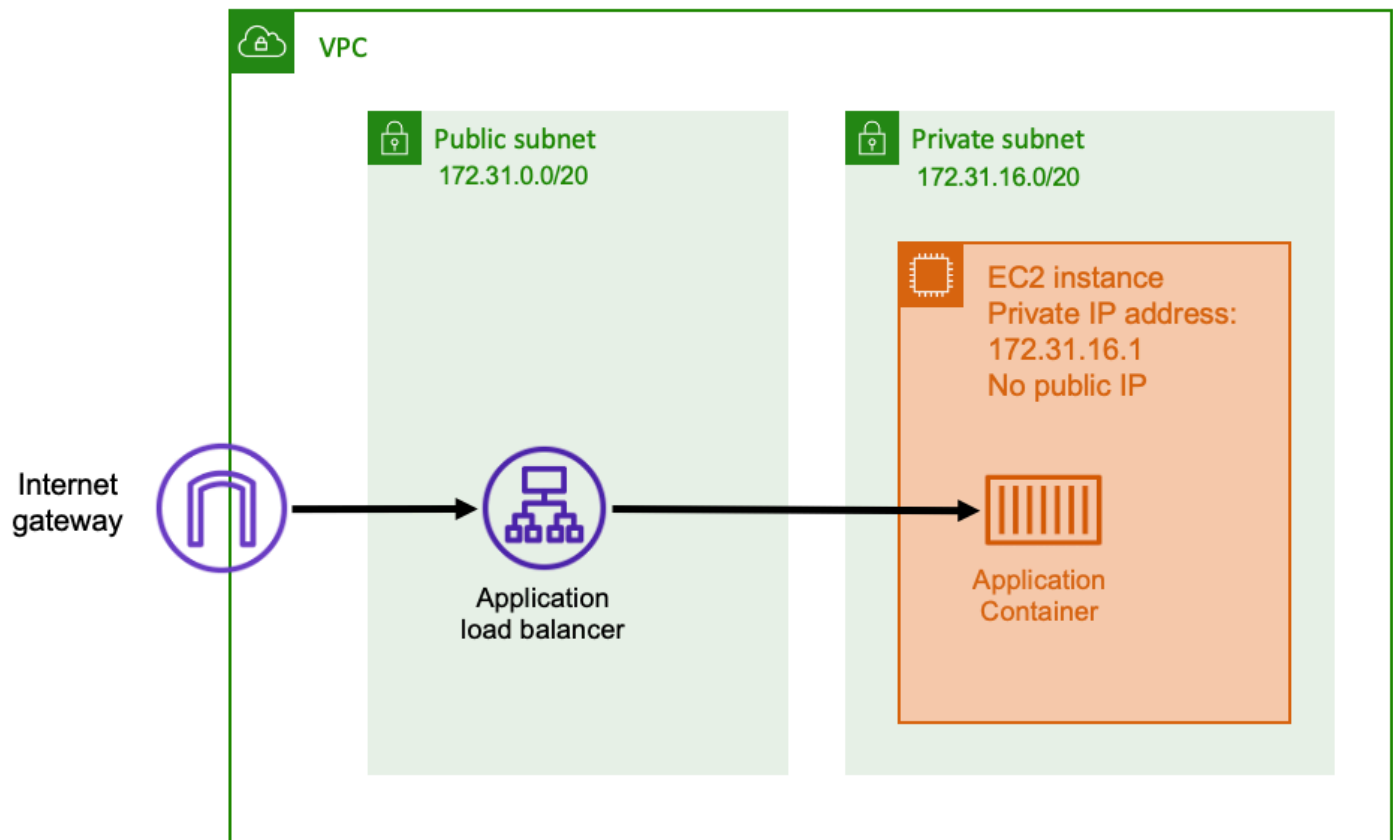 VPC
Public subnet
172.31.0.0/20
Private subnet
172.31.16.0/20
EC2 instance
Private IP address:
172.31.16.1
No public IP
Internet
gateway
Application
load balancer
Application
Container